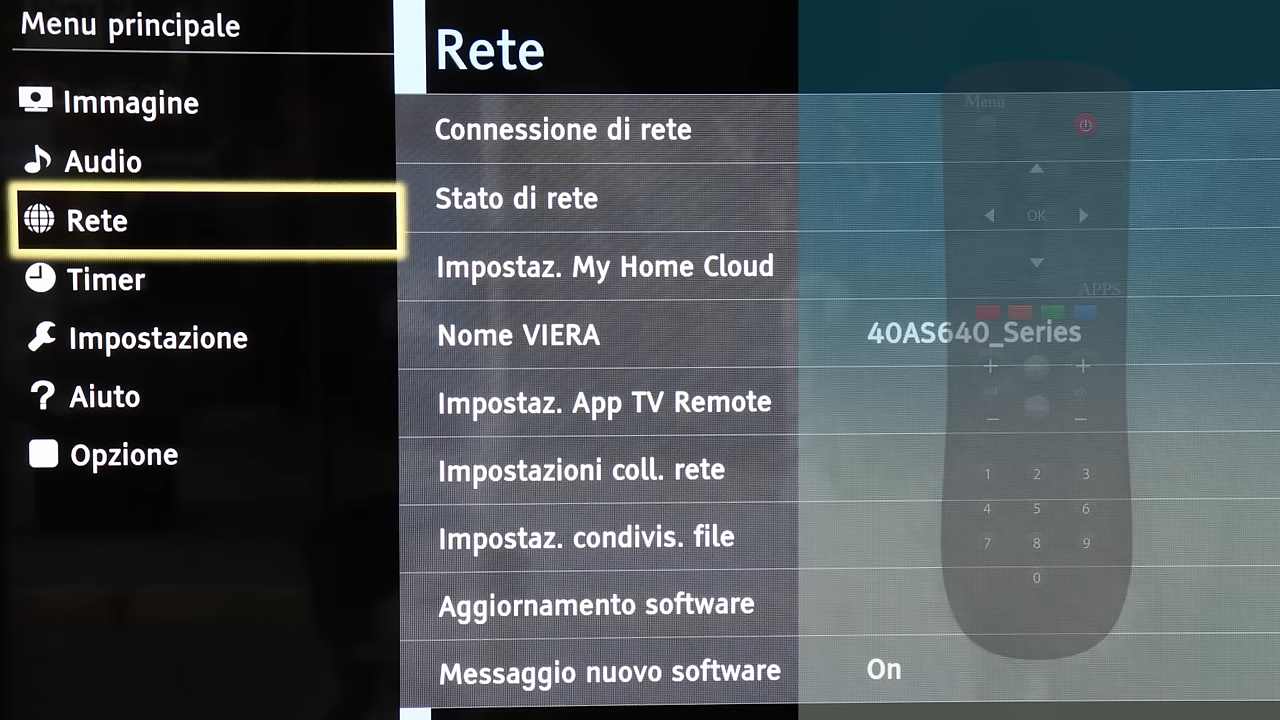 Menu principale
Immagine
Audio
Rete
Timer
Impostazione
Aiuto
Opzione
Rete
Connessione di rete
Stato di rete
Impostaz. My Home Cloud
Nome VIERA 40AS640_Series
Impostaz. App TV Remote
Impostazioni coll. rete
Impostaz. condivis. file
Aggiornamento software
Messaggio nuovo software On
Menù
OK
APPS
+ +
ch
− −
1 2 3
4 5 6
7 8 9
0